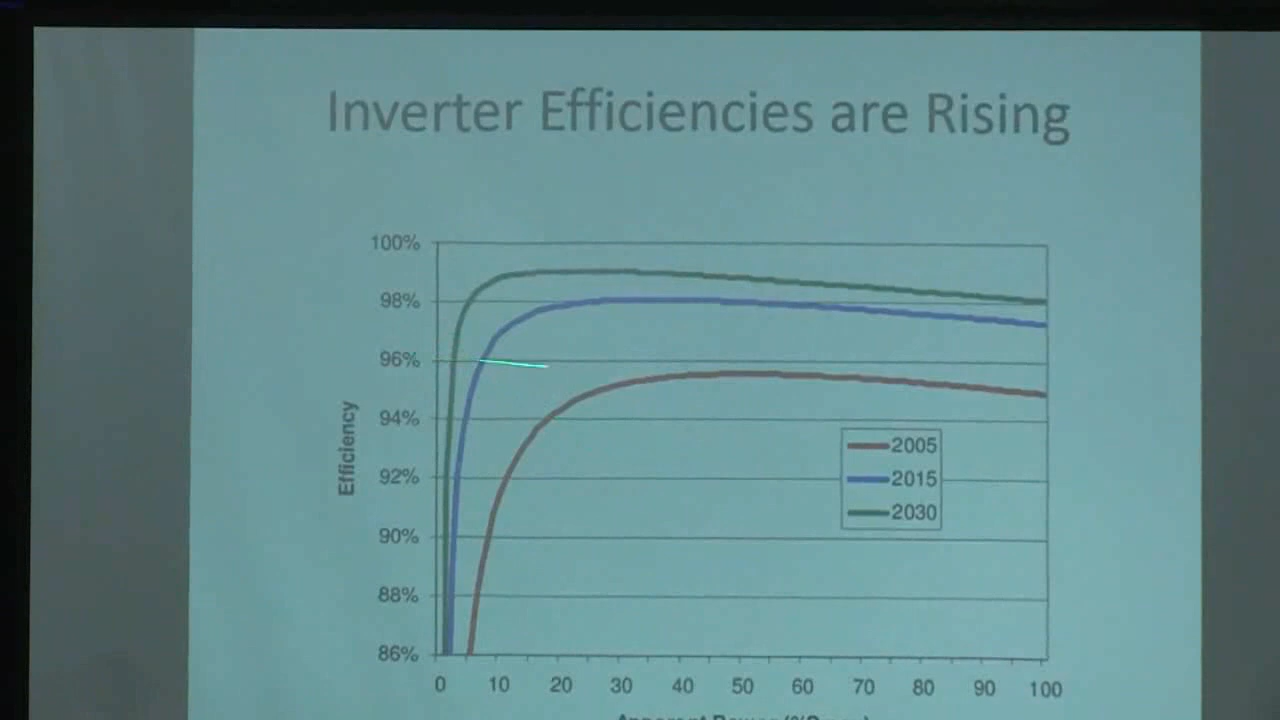 Inverter Efficiencies are Rising
100%
98%
96%
94%
92%
90%
88%
86%
Efficiency
2005
2015
2030
0 10 20 30 40 50 60 70 80 90 100
Apparent Power